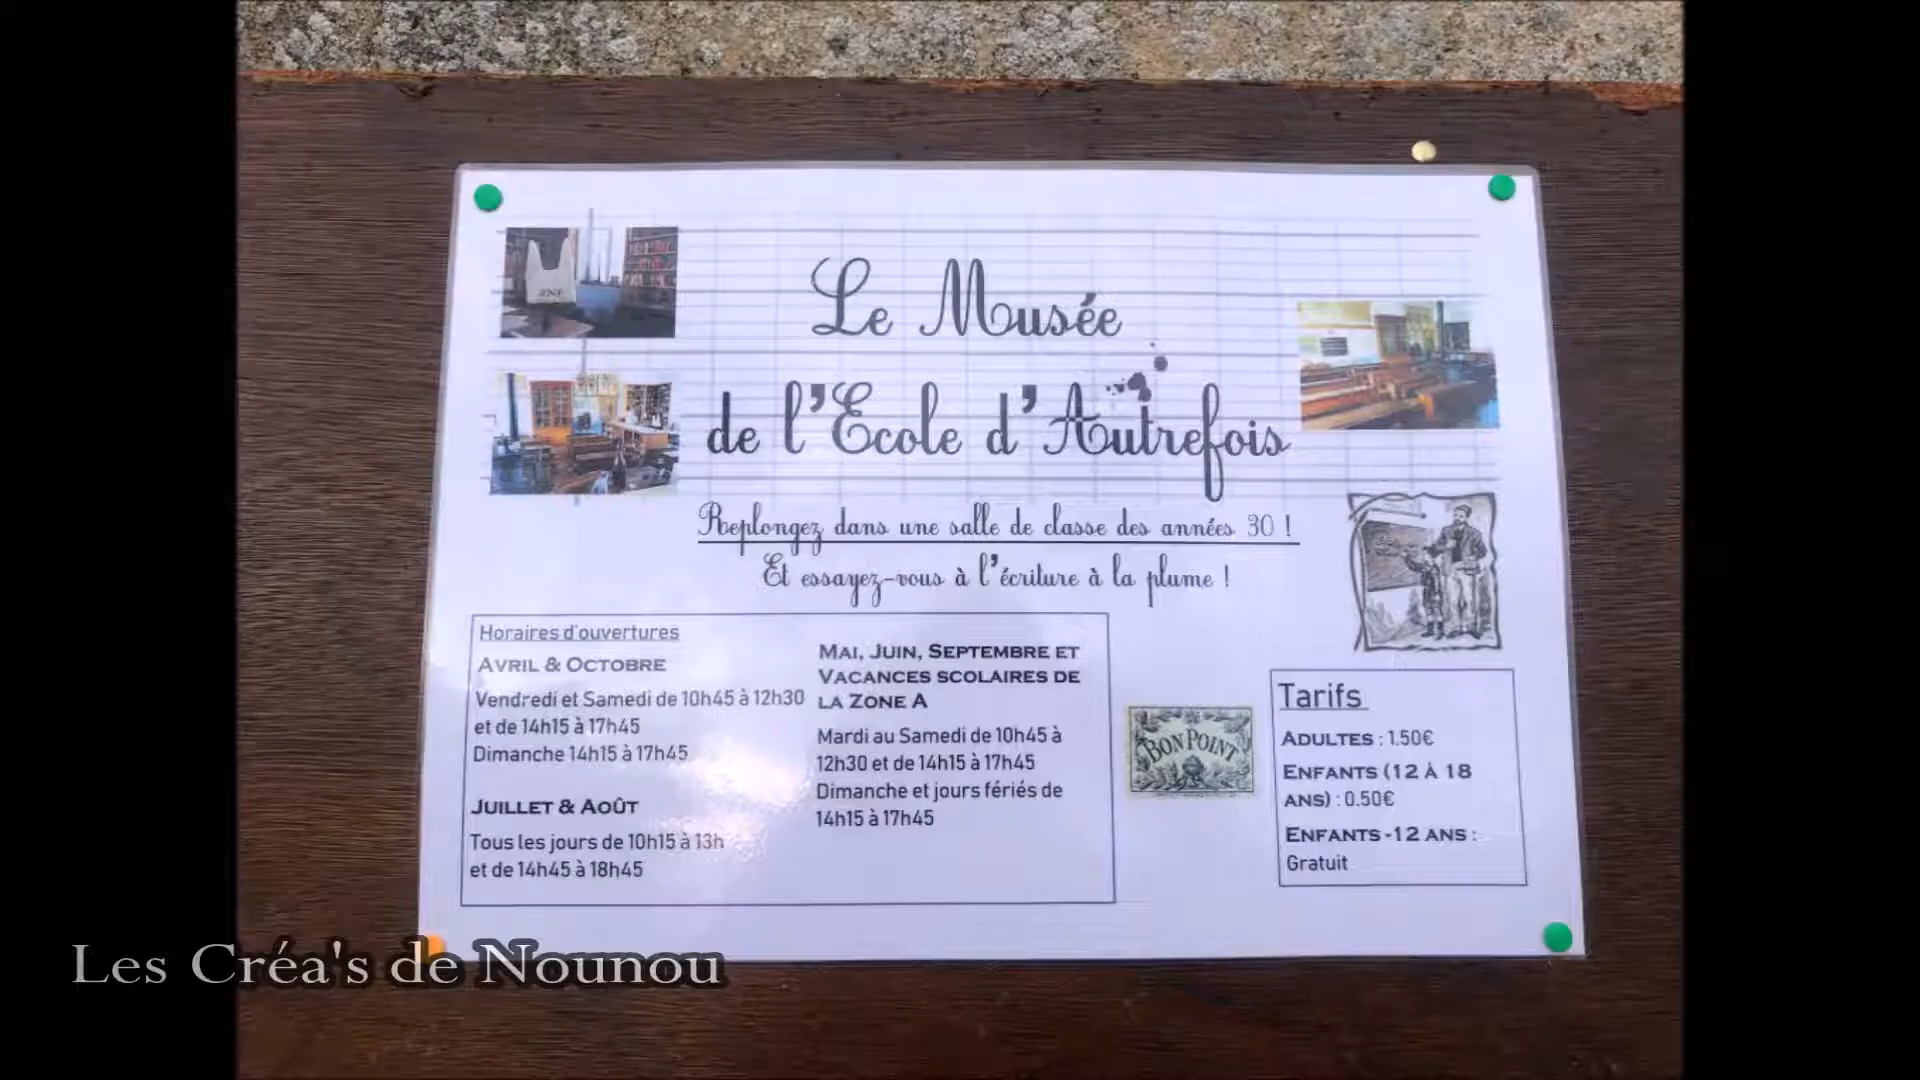 Le Musée
de l'Ecole d'Autrefois
Replongez dans une salle de classe des années 30 !
Et essayez-vous à l'écriture à la plume !
Horaires d'ouvertures
AVRIL & OCTOBRE
Vendredi et Samedi de 10h45 à 12h30
et de 14h15 à 17h45
Dimanche 14h15 à 17h45
JUILLET & AOÛT
Tous les jours de 10h15 à 13h
et de 14h45 à 18h45
MAI, JUIN, SEPTEMBRE ET
VACANCES SCOLAIRES DE
LA ZONE A
Mardi au Samedi de 10h45 à
12h30 et de 14h15 à 17h45
Dimanche et jours fériés de
14h15 à 17h45
BON POINT
Tarifs
ADULTES : 1.50€
ENFANTS (12 À 18
ANS) : 0.50€
ENFANTS -12 ANS :
Gratuit
Les Créa's de Nounou